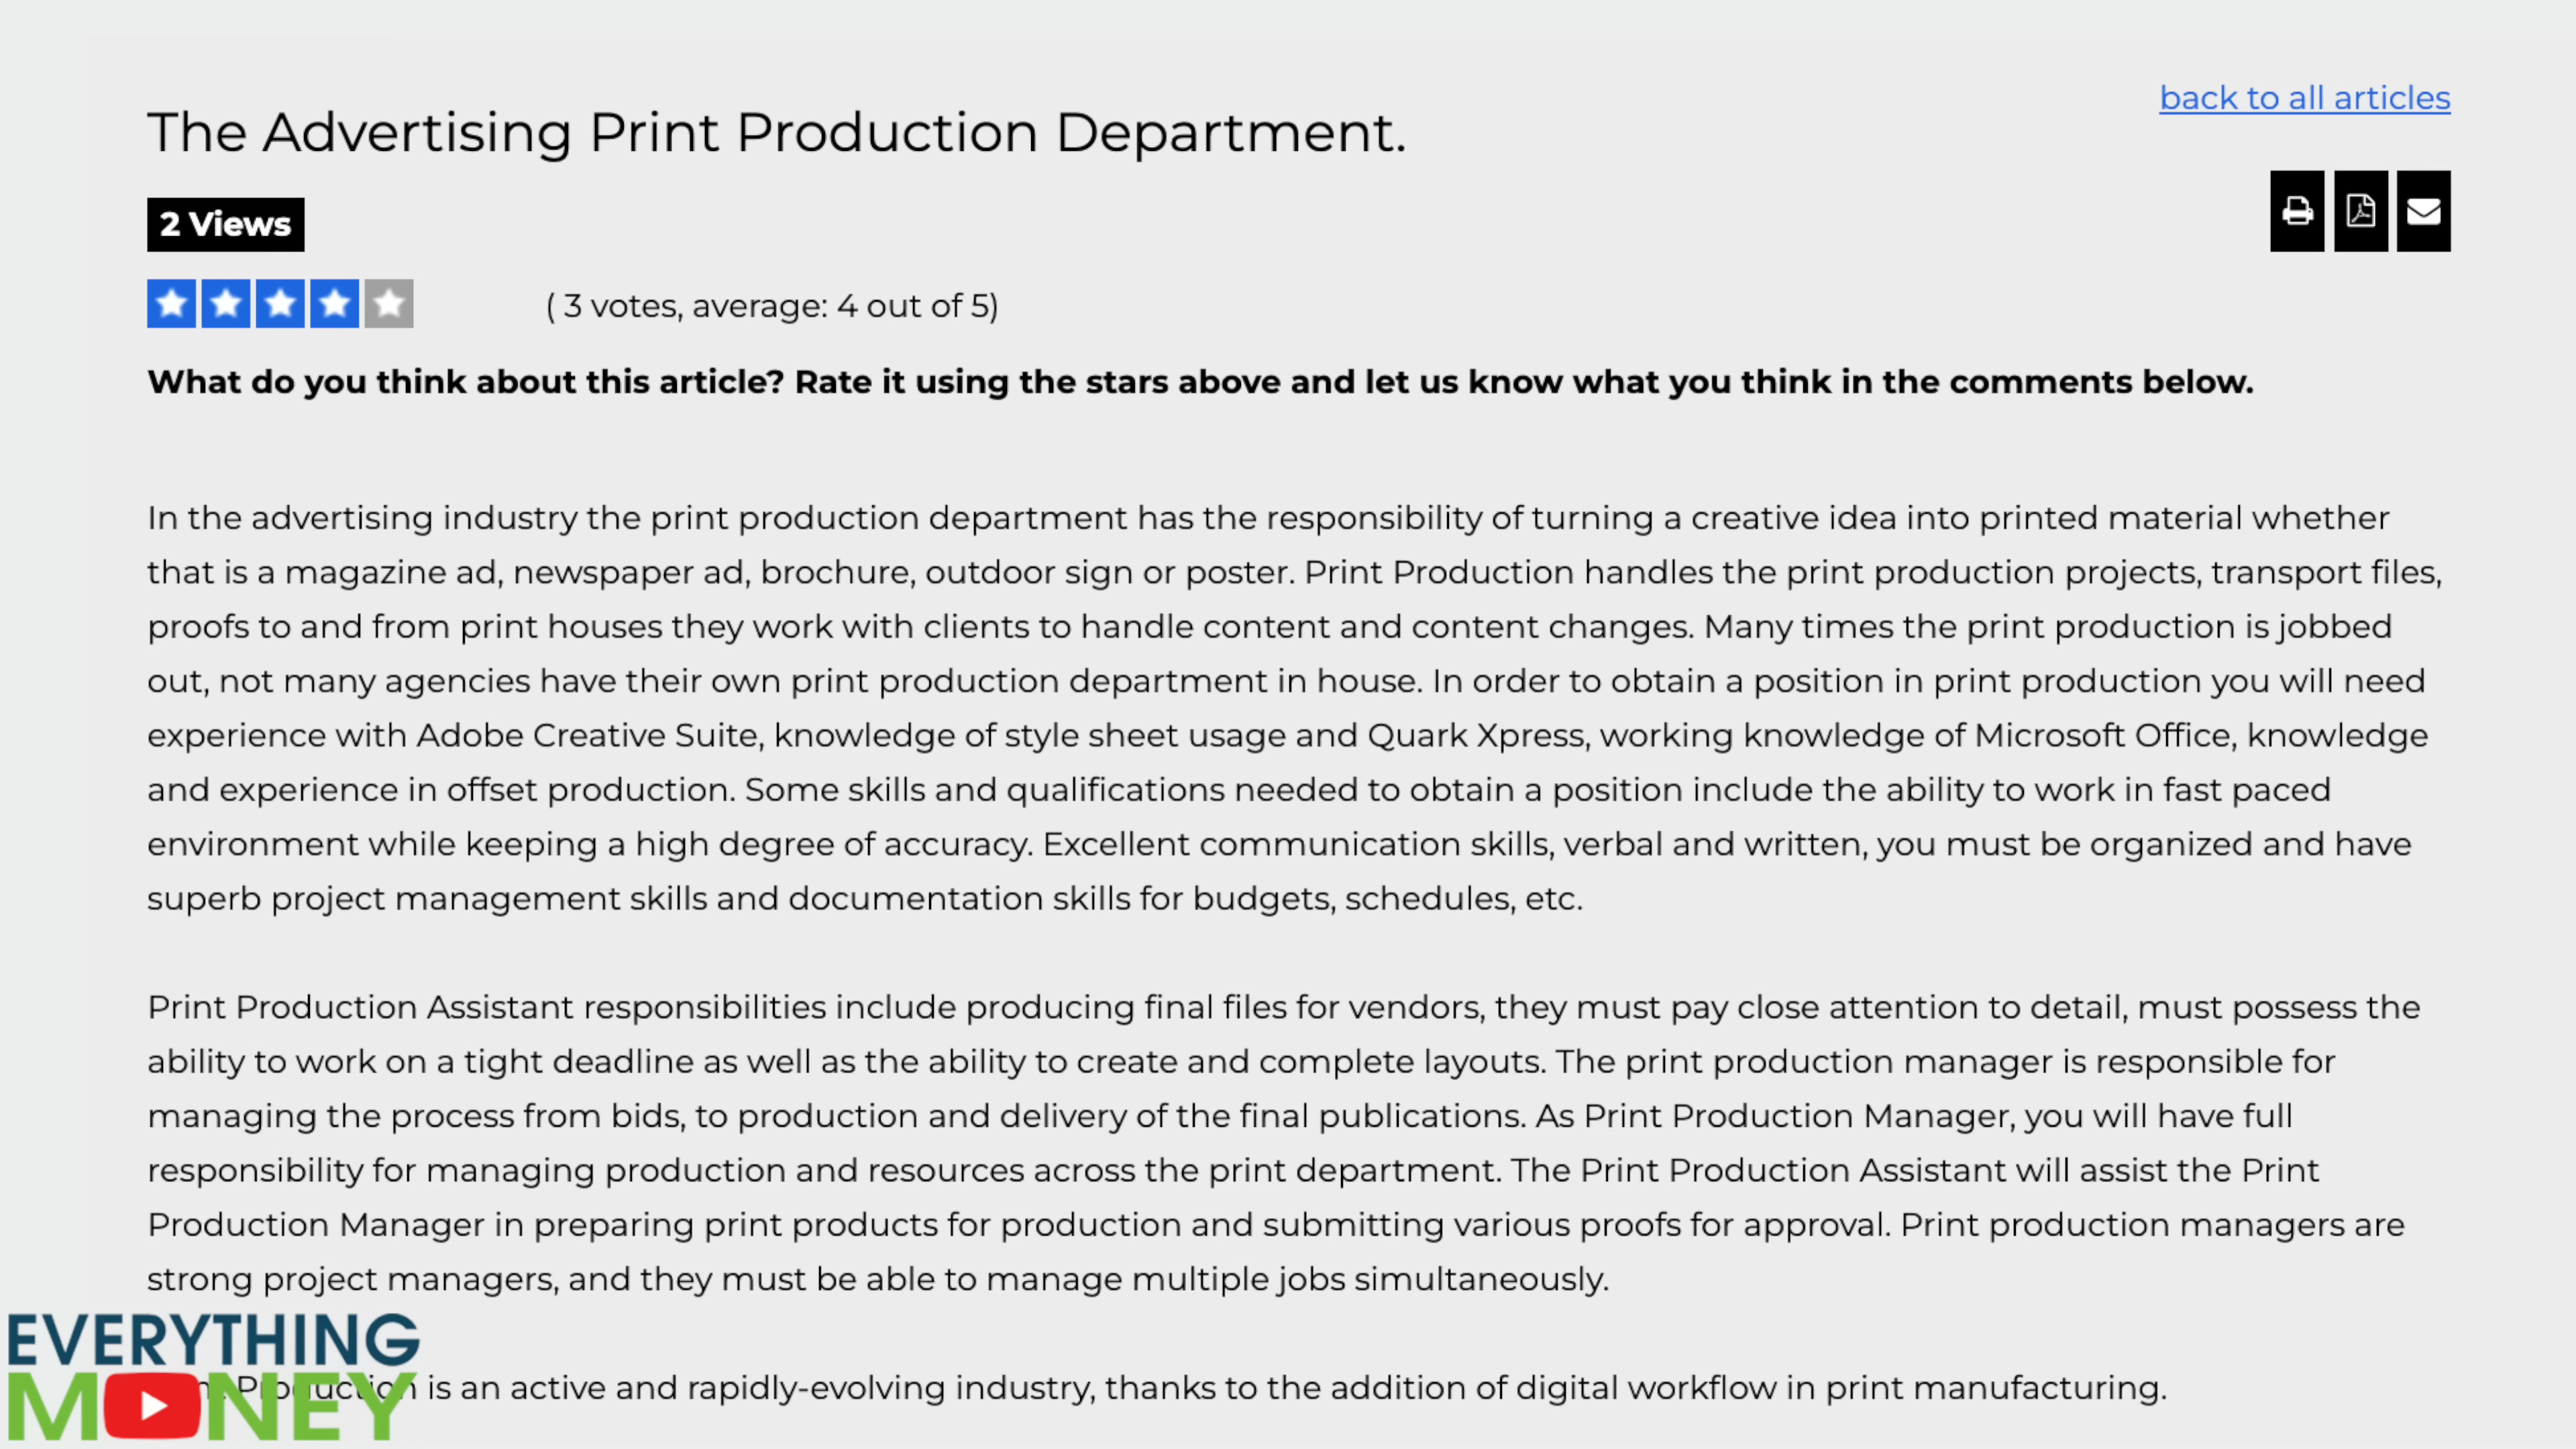 back to all articles
The Advertising Print Production Department.
2 Views
( 3 votes, average: 4 out of 5)
What do you think about this article? Rate it using the stars above and let us know what you think in the comments below.
In the advertising industry the print production department has the responsibility of turning a creative idea into printed material whether
that is a magazine ad, newspaper ad, brochure, outdoor sign or poster. Print Production handles the print production projects, transport files,
proofs to and from print houses they work with clients to handle content and content changes. Many times the print production is jobbed
out, not many agencies have their own print production department in house. In order to obtain a position in print production you will need
experience with Adobe Creative Suite, knowledge of style sheet usage and Quark Xpress, working knowledge of Microsoft Office, knowledge
and experience in offset production. Some skills and qualifications needed to obtain a position include the ability to work in fast paced
environment while keeping a high degree of accuracy. Excellent communication skills, verbal and written, you must be organized and have
superb project management skills and documentation skills for budgets, schedules, etc.
Print Production Assistant responsibilities include producing final files for vendors, they must pay close attention to detail, must possess the
ability to work on a tight deadline as well as the ability to create and complete layouts. The print production manager is responsible for
managing the process from bids, to production and delivery of the final publications. As Print Production Manager, you will have full
responsibility for managing production and resources across the print department. The Print Production Assistant will assist the Print
Production Manager in preparing print products for production and submitting various proofs for approval. Print production managers are
strong project managers, and they must be able to manage multiple jobs simultaneously.
Production is an active and rapidly-evolving industry, thanks to the addition of digital workflow in print manufacturing.
EVERYTHING
MONEY